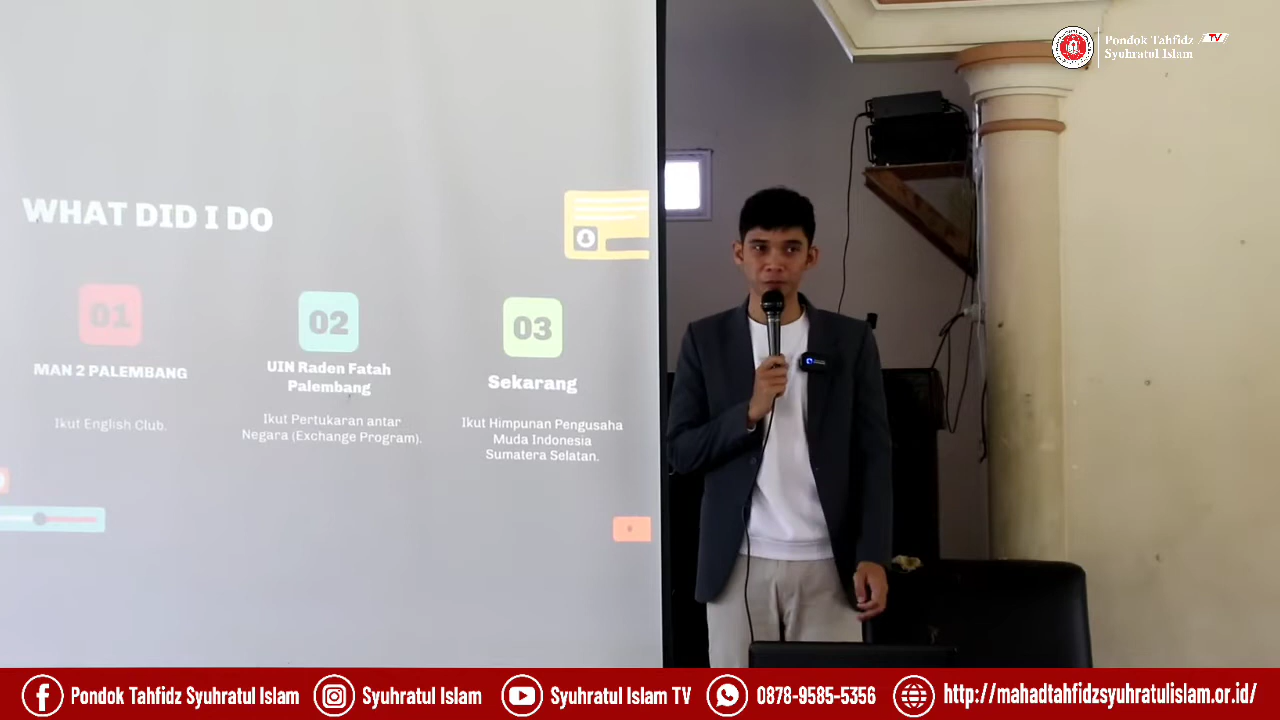 Pondok Tahfidz TV
Syuhratul Islam
WHAT DID I DO
01
02
03
MAN 2 PALEMBANG
UIN Raden Fatah
Palembang
Sekarang
Ikut English Club.
Ikut Pertukaran antar
Negara (Exchange Program).
Ikut Himpunan Pengusaha
Muda Indonesia
Sumatera Selatan.
Pondok Tahfidz Syuhratul Islam
Syuhratul Islam
Syuhratul Islam TV
0878-9585-5356
http://mahadtahfidzsyuhratulislam.or.id/